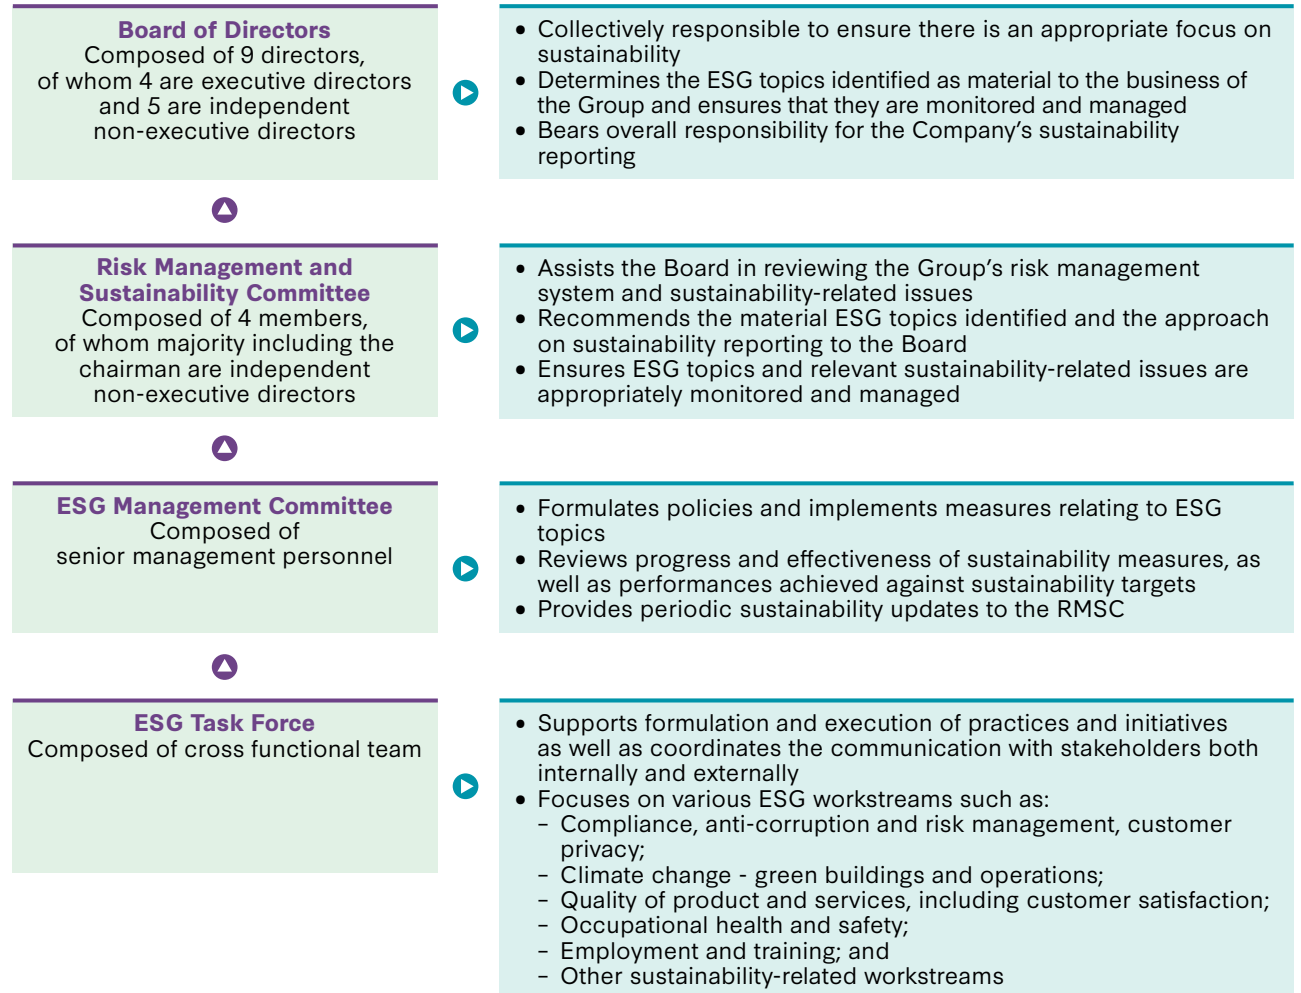 Board of Directors
Composed of 9 directors,
of whom 4 are executive directors
and 5 are independent
non-executive directors
• Collectively responsible to ensure there is an appropriate focus on
sustainability
• Determines the ESG topics identified as material to the business of
the Group and ensures that they are monitored and managed
• Bears overall responsibility for the Company’s sustainability
reporting
Risk Management and
Sustainability Committee
Composed of 4 members,
of whom majority including the
chairman are independent
non-executive directors
• Assists the Board in reviewing the Group’s risk management
system and sustainability-related issues
• Recommends the material ESG topics identified and the approach
on sustainability reporting to the Board
• Ensures ESG topics and relevant sustainability-related issues are
appropriately monitored and managed
ESG Management Committee
Composed of
senior management personnel
• Formulates policies and implements measures relating to ESG
topics
• Reviews progress and effectiveness of sustainability measures, as
well as performances achieved against sustainability targets
• Provides periodic sustainability updates to the RMSC
ESG Task Force
Composed of cross functional team
• Supports formulation and execution of practices and initiatives
as well as coordinates the communication with stakeholders both
internally and externally
• Focuses on various ESG workstreams such as:
– Compliance, anti-corruption and risk management, customer
privacy;
– Climate change - green buildings and operations;
– Quality of product and services, including customer satisfaction;
– Occupational health and safety;
– Employment and training; and
– Other sustainability-related workstreams